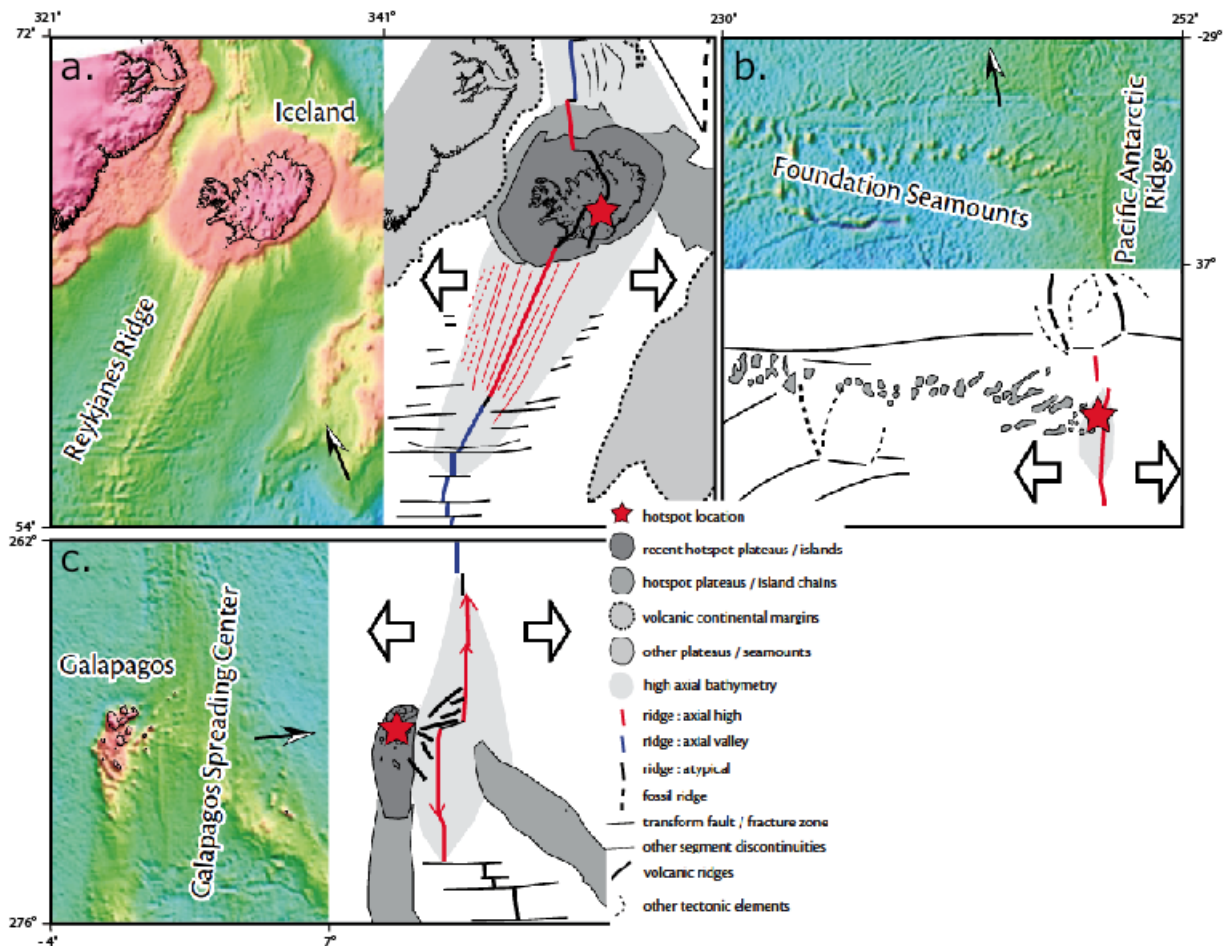 321°
341°
230°
252°
72°
-29°
a.
Iceland
Reykjanes Ridge
b.
Foundation Seamounts
Pacific Antarctic
Ridge
-37°
54°
262°
c.
Galapagos
Galapagos Spreading Center
276°
-4°
7°
hotspot location
recent hotspot plateaus / islands
hotspot plateaus / island chains
volcanic continental margins
other plateaus / seamounts
high axial bathymetry
ridge : axial high
ridge : axial valley
ridge : atypical
fossil ridge
transform fault / fracture zone
other segment discontinuities
volcanic ridges
other tectonic elements